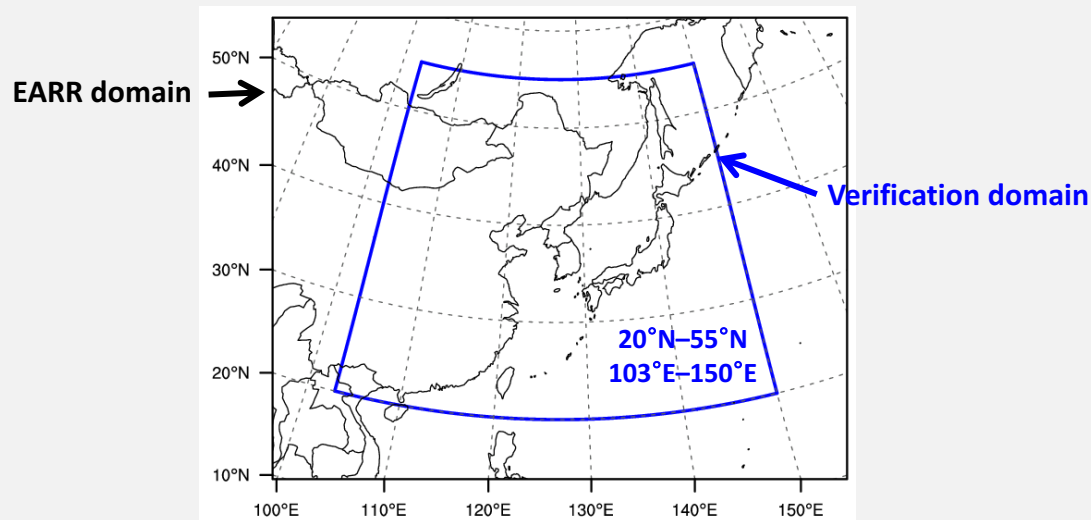 50°N
EARR domain
40°N
Verification domain
30°N
20°N–55°N
103°E–150°E
20°N
10°N
100°E 110°E 120°E 130°E 140°E 150°E